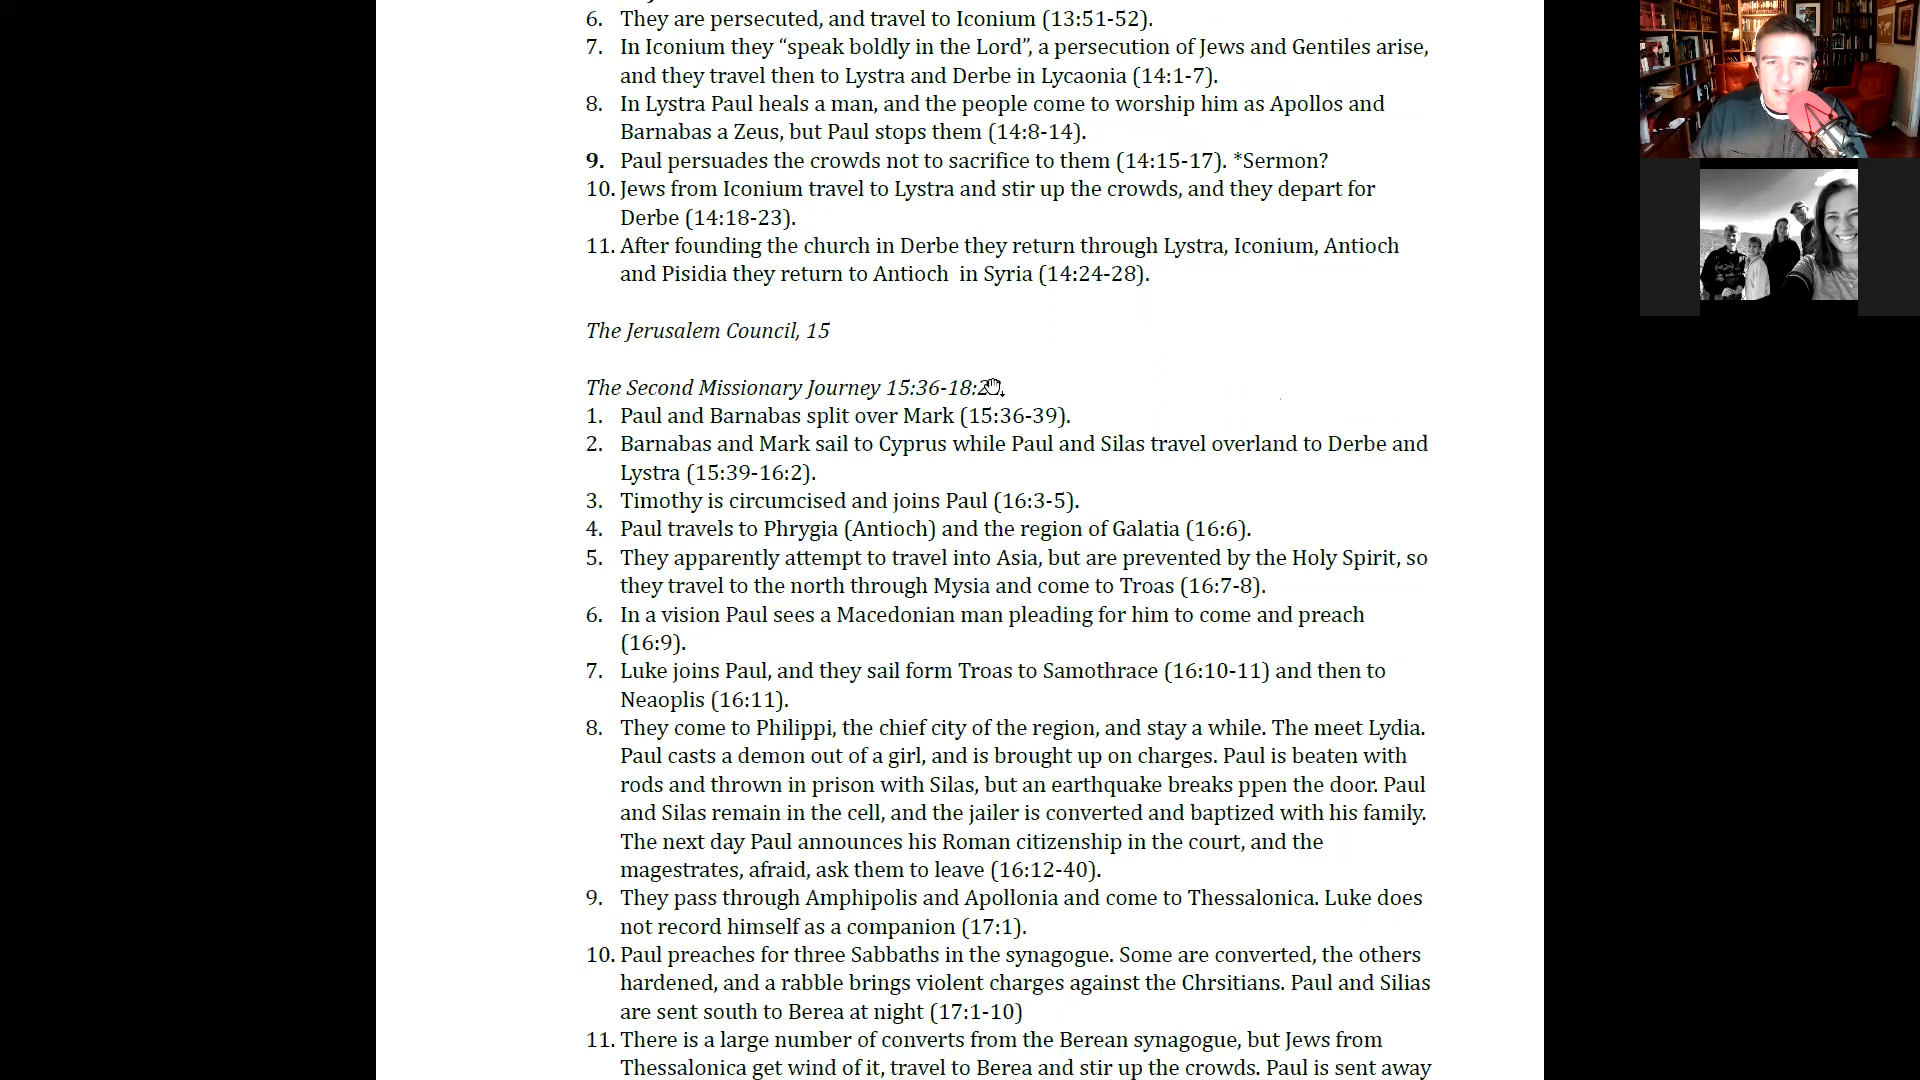 6. They are persecuted, and travel to Iconium (13:51-52).
7. In Iconium they “speak boldly in the Lord”, a persecution of Jews and Gentiles arise,
and they travel then to Lystra and Derbe in Lycaonia (14:1-7).
8. In Lystra Paul heals a man, and the people come to worship him as Apollos and
Barnabas a Zeus, but Paul stops them (14:8-14).
9. Paul persuades the crowds not to sacrifice to them (14:15-17). *Sermon?
10. Jews from Iconium travel to Lystra and stir up the crowds, and they depart for
Derbe (14:18-23).
11. After founding the church in Derbe they return through Lystra, Iconium, Antioch
and Pisidia they return to Antioch in Syria (14:24-28).
The Jerusalem Council, 15
The Second Missionary Journey
1. Paul and Barnabas split over Mark (15:36-39).
2. Barnabas and Mark sail to Cyprus while Paul and Silas travel overland to Derbe and
Lystra (15:39-16:2).
3. Timothy is circumcised and joins Paul (16:3-5).
4. Paul travels to Phrygia (Antioch) and the region of Galatia (16:6).
5. They apparently attempt to travel into Asia, but are prevented by the Holy Spirit, so
they travel to the north through Mysia and come to Troas (16:7-8).
6. In a vision Paul sees a Macedonian man pleading for him to come and preach
(16:9).
7. Luke joins Paul, and they sail form Troas to Samothrace (16:10-11) and then to
Neaoplis (16:11).
8. They come to Philippi, the chief city of the region, and stay a while. The meet Lydia.
Paul casts a demon out of a girl, and is brought up on charges. Paul is beaten with
rods and thrown in prison with Silas, but an earthquake breaks ppen the door. Paul
and Silas remain in the cell, and the jailer is converted and baptized with his family.
The next day Paul announces his Roman citizenship in the court, and the
magestrates, afraid, ask them to leave (16:12-40).
9. They pass through Amphipolis and Apollonia and come to Thessalonica. Luke does
not record himself as a companion (17:1).
10. Paul preaches for three Sabbaths in the synagogue. Some are converted, the others
hardened, and a rabble brings violent charges against the Chrsitians. Paul and Silias
are sent south to Berea at night (17:1-10)
11. There is a large number of converts from the Berean synagogue, but Jews from
Thessalonica get wind of it, travel to Berea and stir up the crowds. Paul is sent away